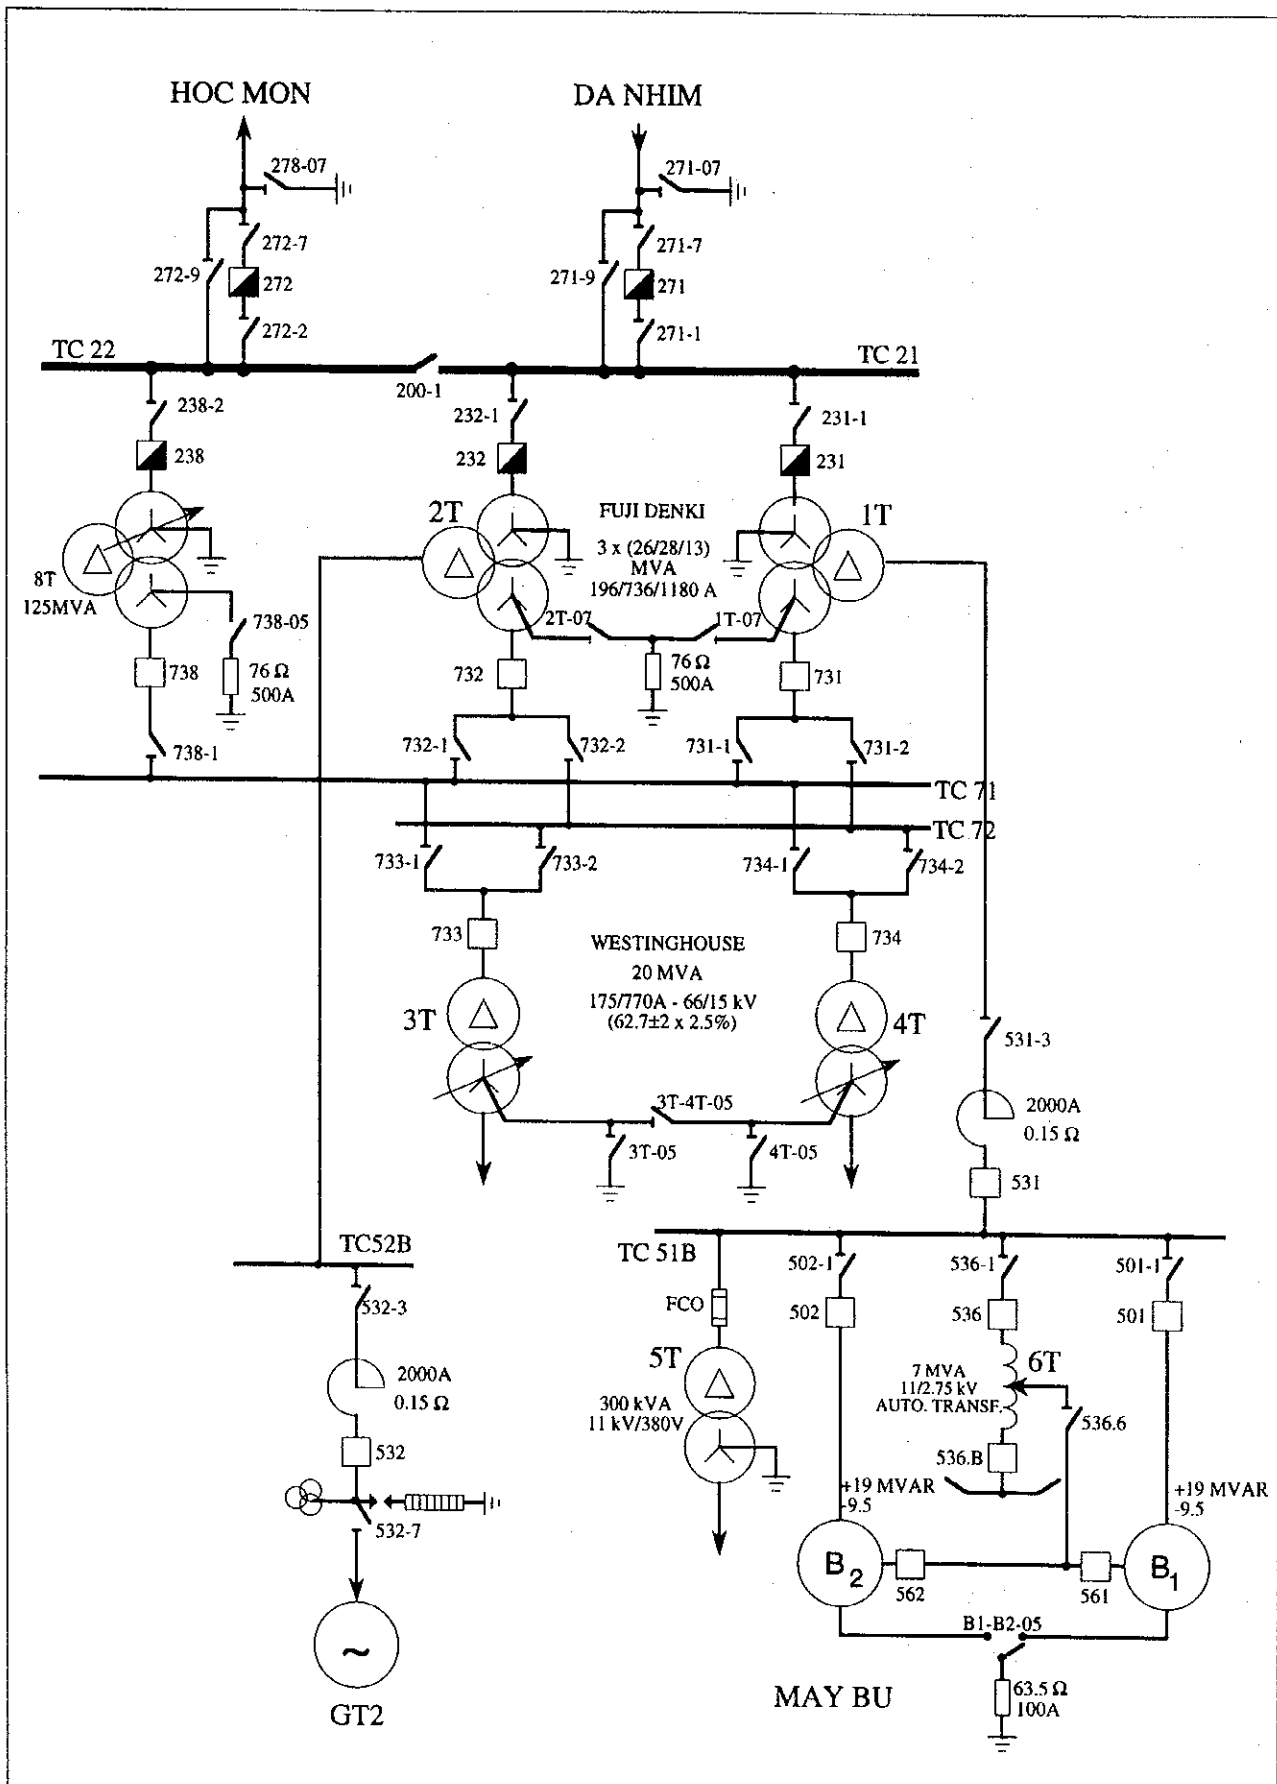 HOC MON
DA NHIM
278-07
271-07
272-7
271-7
272-9
272
271-9
271
272-2
271-1
TC 22
TC 21
200-1
238-2
232-1
231-1
238
232
231
2T
FUJI DENKI
1T
3 x (26/28/13)
MVA
196/736/1180 A
8T
125MVA
738-05
2T-07
1T-07
738
76 Ω
500A
732
76 Ω
500A
731
738-1
732-1
732-2
731-1
731-2
TC 71
TC 72
733-1
733-2
734-1
734-2
733
WESTINGHOUSE
734
20 MVA
175/770A - 66/15 kV
(62.7±2 x 2.5%)
3T
4T
531-3
3T-4T-05
2000A
0.15 Ω
3T-05
4T-05
531
TC52B
TC 51B
502-1
536-1
501-1
532-3
FCO
502
536
501
5T
6T
2000A
0.15 Ω
300 kVA
11 kV/380V
7 MVA
11/2.75 kV
AUTO. TRANSF.
536.6
532
536.B
+19 MVAR
-9.5
+19 MVAR
-9.5
532-7
B2
562
561
B1
B1-B2-05
~
GT2
MAY BU
63.5 Ω
100A